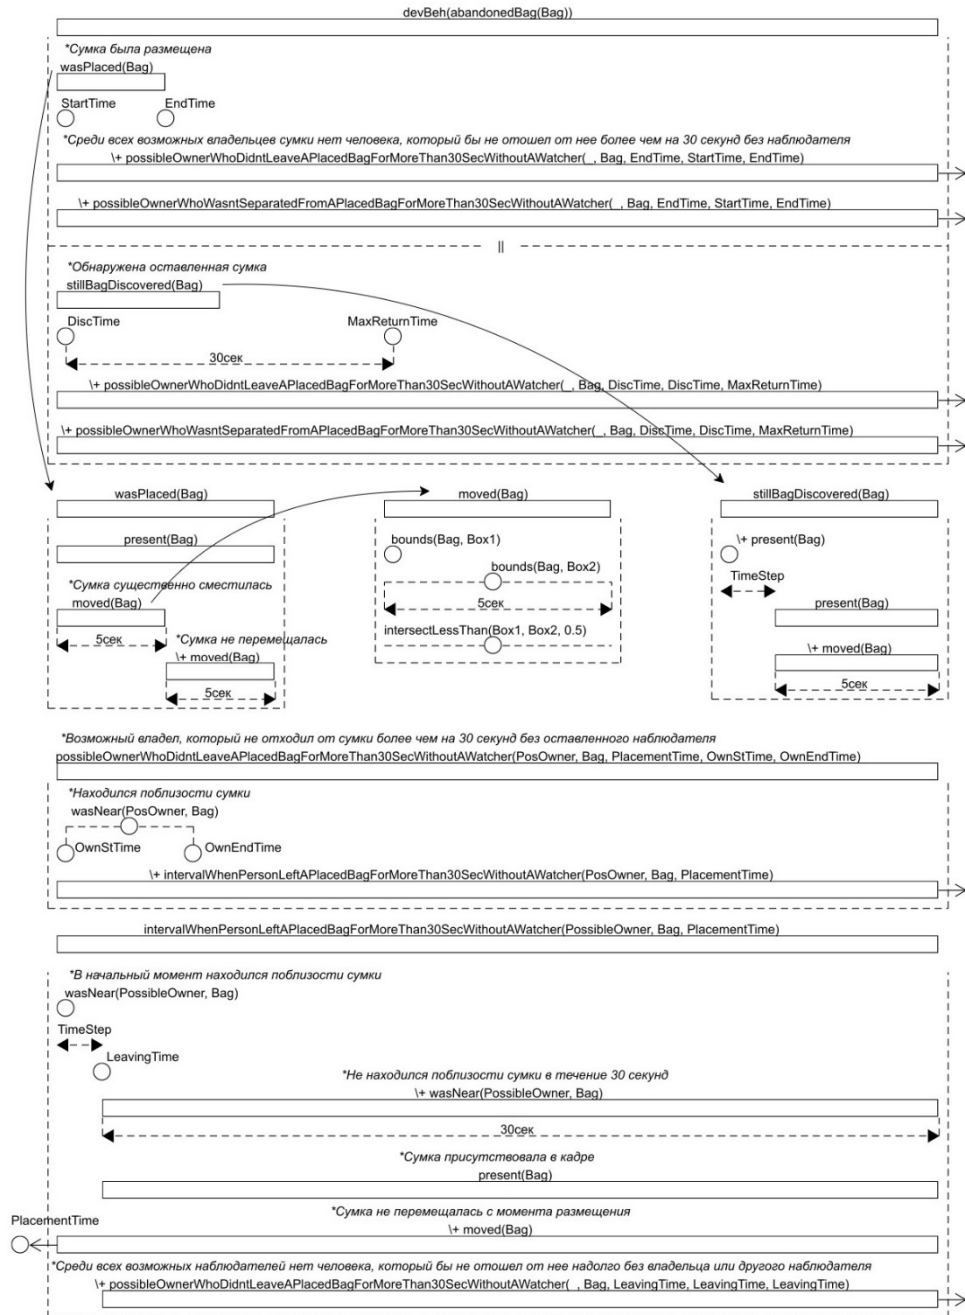 devBeh(abandonedBag(Bag))
*Сумка была размещена
wasPlaced(Bag)
StartTime EndTime
*Среди всех возможных владельцев сумки нет человека, который бы не отошел от нее более чем на 30 секунд без наблюдателя
\+ possibleOwnerWhoDidntLeaveAPlacedBagForMoreThan30SecWithoutAWatcher(_, Bag, EndTime, StartTime, EndTime)
\+ possibleOwnerWhoWasntSeparatedFromAPlacedBagForMoreThan30SecWithoutAWatcher(_, Bag, EndTime, StartTime, EndTime)
||
*Обнаружена оставленная сумка
stillBagDiscovered(Bag)
DiscTime MaxReturnTime
30сек
\+ possibleOwnerWhoDidntLeaveAPlacedBagForMoreThan30SecWithoutAWatcher(_, Bag, DiscTime, DiscTime, MaxReturnTime)
\+ possibleOwnerWhoWasntSeparatedFromAPlacedBagForMoreThan30SecWithoutAWatcher(_, Bag, DiscTime, DiscTime, MaxReturnTime)
wasPlaced(Bag)
present(Bag)
*Сумка существенно сместилась
moved(Bag)
5сек
*Сумка не перемещалась
\+ moved(Bag)
5сек
moved(Bag)
bounds(Bag, Box1)
bounds(Bag, Box2)
5сек
intersectLessThan(Box1, Box2, 0.5)
stillBagDiscovered(Bag)
\+ present(Bag)
TimeStep
present(Bag)
\+ moved(Bag)
5сек
*Возможный владел, который не отходил от сумки более чем на 30 секунд без оставленного наблюдателя
possibleOwnerWhoDidntLeaveAPlacedBagForMoreThan30SecWithoutAWatcher(PosOwner, Bag, PlacementTime, OwnStTime, OwnEndTime)
*Находился поблизости сумки
wasNear(PosOwner, Bag)
OwnStTime OwnEndTime
\+ intervalWhenPersonLeftAPlacedBagForMoreThan30SecWithoutAWatcher(PosOwner, Bag, PlacementTime)
intervalWhenPersonLeftAPlacedBagForMoreThan30SecWithoutAWatcher(PossibleOwner, Bag, PlacementTime)
*В начальный момент находился поблизости сумки
wasNear(PossibleOwner, Bag)
TimeStep
LeavingTime
*Не находился поблизости сумки в течение 30 секунд
\+ wasNear(PossibleOwner, Bag)
30сек
*Сумка присутствовала в кадре
present(Bag)
*Сумка не перемещалась с момента размещения
PlacementTime
\+ moved(Bag)
*Среди всех возможных наблюдателей нет человека, который бы не отошел от нее надолго без владельца или другого наблюдателя
\+ possibleOwnerWhoDidntLeaveAPlacedBagForMoreThan30SecWithoutAWatcher(_, Bag, LeavingTime, LeavingTime, LeavingTime)